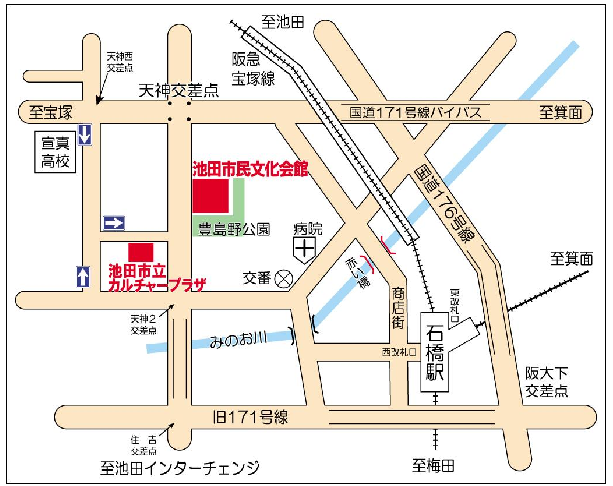 至池田
天神西
交差点
阪急
宝塚線
天神交差点
至宝塚
国道171号線バイパス
至箕面
宣真
高校
池田市民文化会館
国道176号線
豊島野公園
病院
池田市立
カルチャープラザ
交番
赤い橋
商店街
東改札口
至箕面
天神2
交差点
みのお川
西改札口
石橋駅
阪大下
交差点
旧171号線
住吉
交差点
至池田インターチェンジ
至梅田